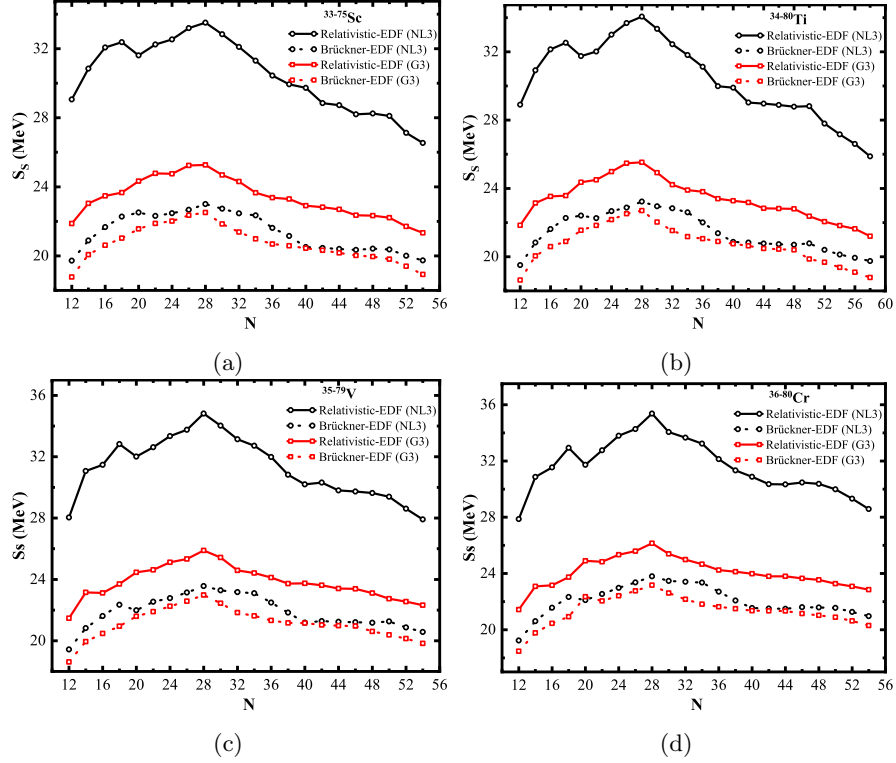 33-75Sc
Relativistic-EDF (NL3)
Brückner-EDF (NL3)
Relativistic-EDF (G3)
Brückner-EDF (G3)
32
28
24
20
SS (MeV)
12 16 20 24 28 32 36 40 44 48 52 56
N
(a)
34-80Ti
Relativistic-EDF (NL3)
Brückner-EDF (NL3)
Relativistic-EDF (G3)
Brückner-EDF (G3)
32
28
24
20
SS (MeV)
12 16 20 24 28 32 36 40 44 48 52 56 60
N
(b)
35-79V
Relativistic-EDF (NL3)
Brückner-EDF (NL3)
Relativistic-EDF (G3)
Brückner-EDF (G3)
36
32
28
24
20
Ss (MeV)
12 16 20 24 28 32 36 40 44 48 52 56
N
(c)
36-80Cr
Relativistic-EDF (NL3)
Brückner-EDF (NL3)
Relativistic-EDF (G3)
Brückner-EDF (G3)
36
32
28
24
20
Ss (MeV)
12 16 20 24 28 32 36 40 44 48 52 56
N
(d)